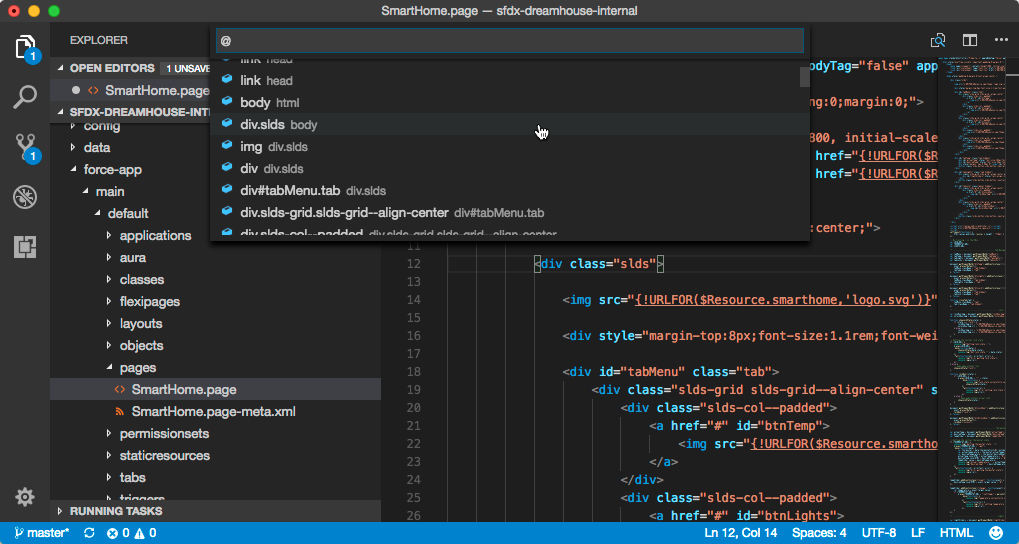 SmartHome.page — sfdx-dreamhouse-internal
EXPLORER
OPEN EDITORS 1 UNSAVE
SmartHome.page
SFDX-DREAMHOUSE-INT
config
data
force-app
main
default
applications
aura
classes
flexipages
layouts
objects
pages
SmartHome.page
SmartHome.page-meta.xml
permissionsets
staticresources
tabs
triggers
RUNNING TASKS
1
1
@
link head
link head
body html
div.slds body
img div.slds
div div.slds
div#tabMenu.tab div.slds
div.slds-grid.slds-grid--align-center div#tabMenu.tab
div.slds-col--padded div.slds-grid.slds-grid--align-center
odyTag="false" app
ng:0;margin:0;">
300, initial-scale
href="{!URLFOR($R
href="{!URLFOR($R
:center;">
11
12 <div class="slds">
13
14 <img src="{!URLFOR($Resource.smarthome,'logo.svg')}"
15
16 <div style="margin-top:8px;font-size:1.1rem;font-wei
17
18 <div id="tabMenu" class="tab">
19 <div class="slds-grid slds-grid--align-center" s
20 <div class="slds-col--padded">
21 <a href="#" id="btnTemp">
22 <img src="{!URLFOR($Resource.smartho
23 </a>
24 </div>
25 <div class="slds-col--padded">
26 <a href="#" id="btnLights">
master* 0 0 Ln 12, Col 14 Spaces: 4 UTF-8 LF HTML